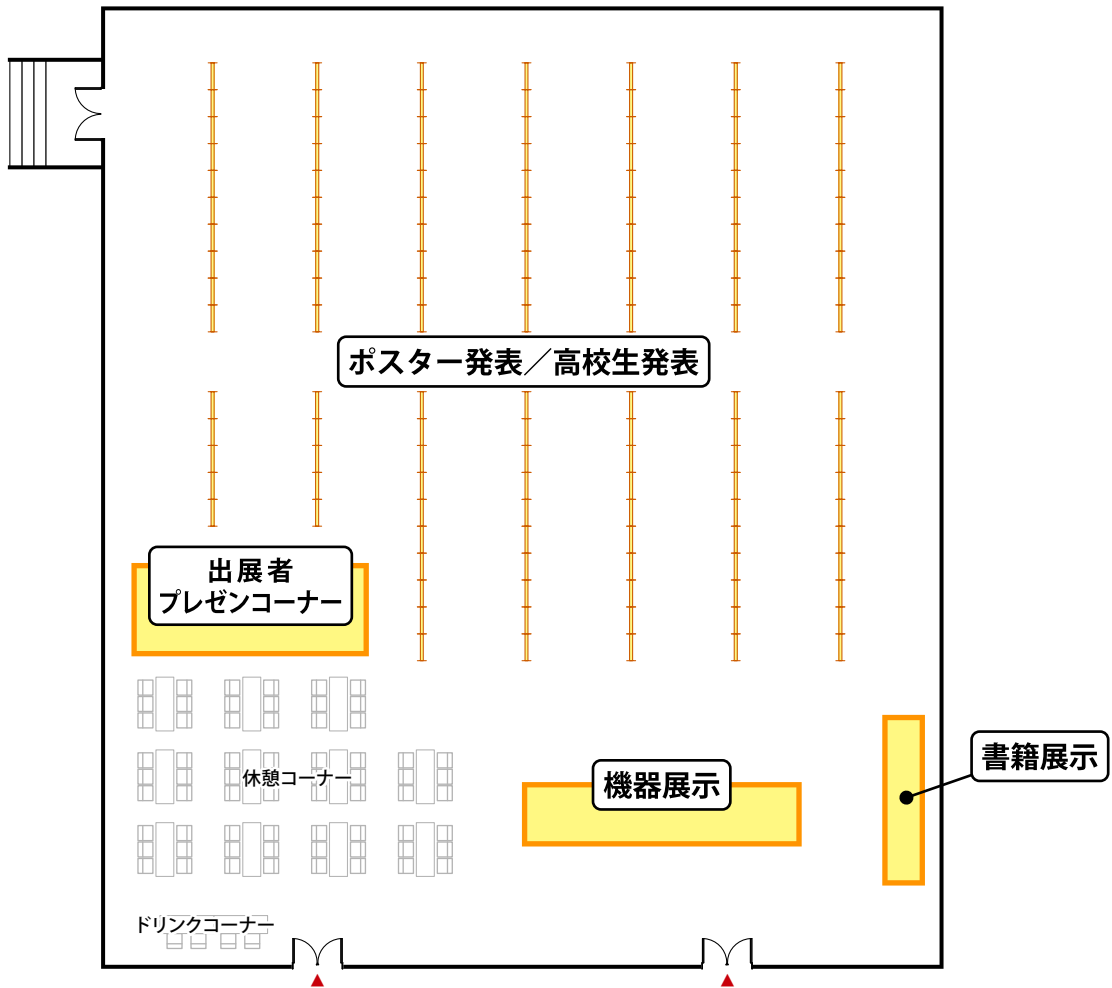 ポスター発表／高校生発表
出展者
プレゼンコーナー
書籍展示
休憩コーナー
機器展示
ドリンクコーナー